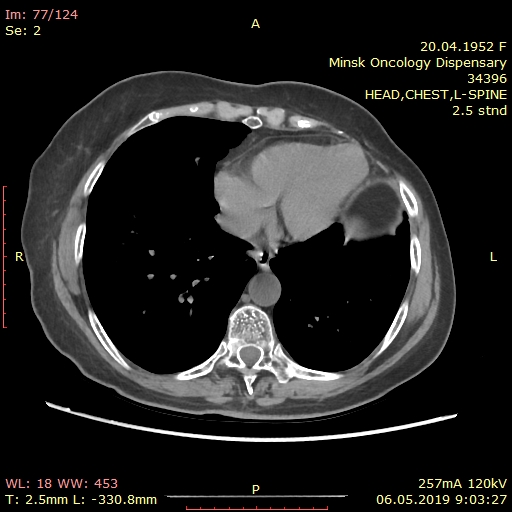 Im: 77/124
Se: 2
A
20.04.1952 F
Minsk Oncology Dispensary
34396
HEAD,CHEST,L-SPINE
2.5 stnd
R
L
WL: 18 WW: 453
T: 2.5mm L: -330.8mm
P
257mA 120kV
06.05.2019 9:03:27